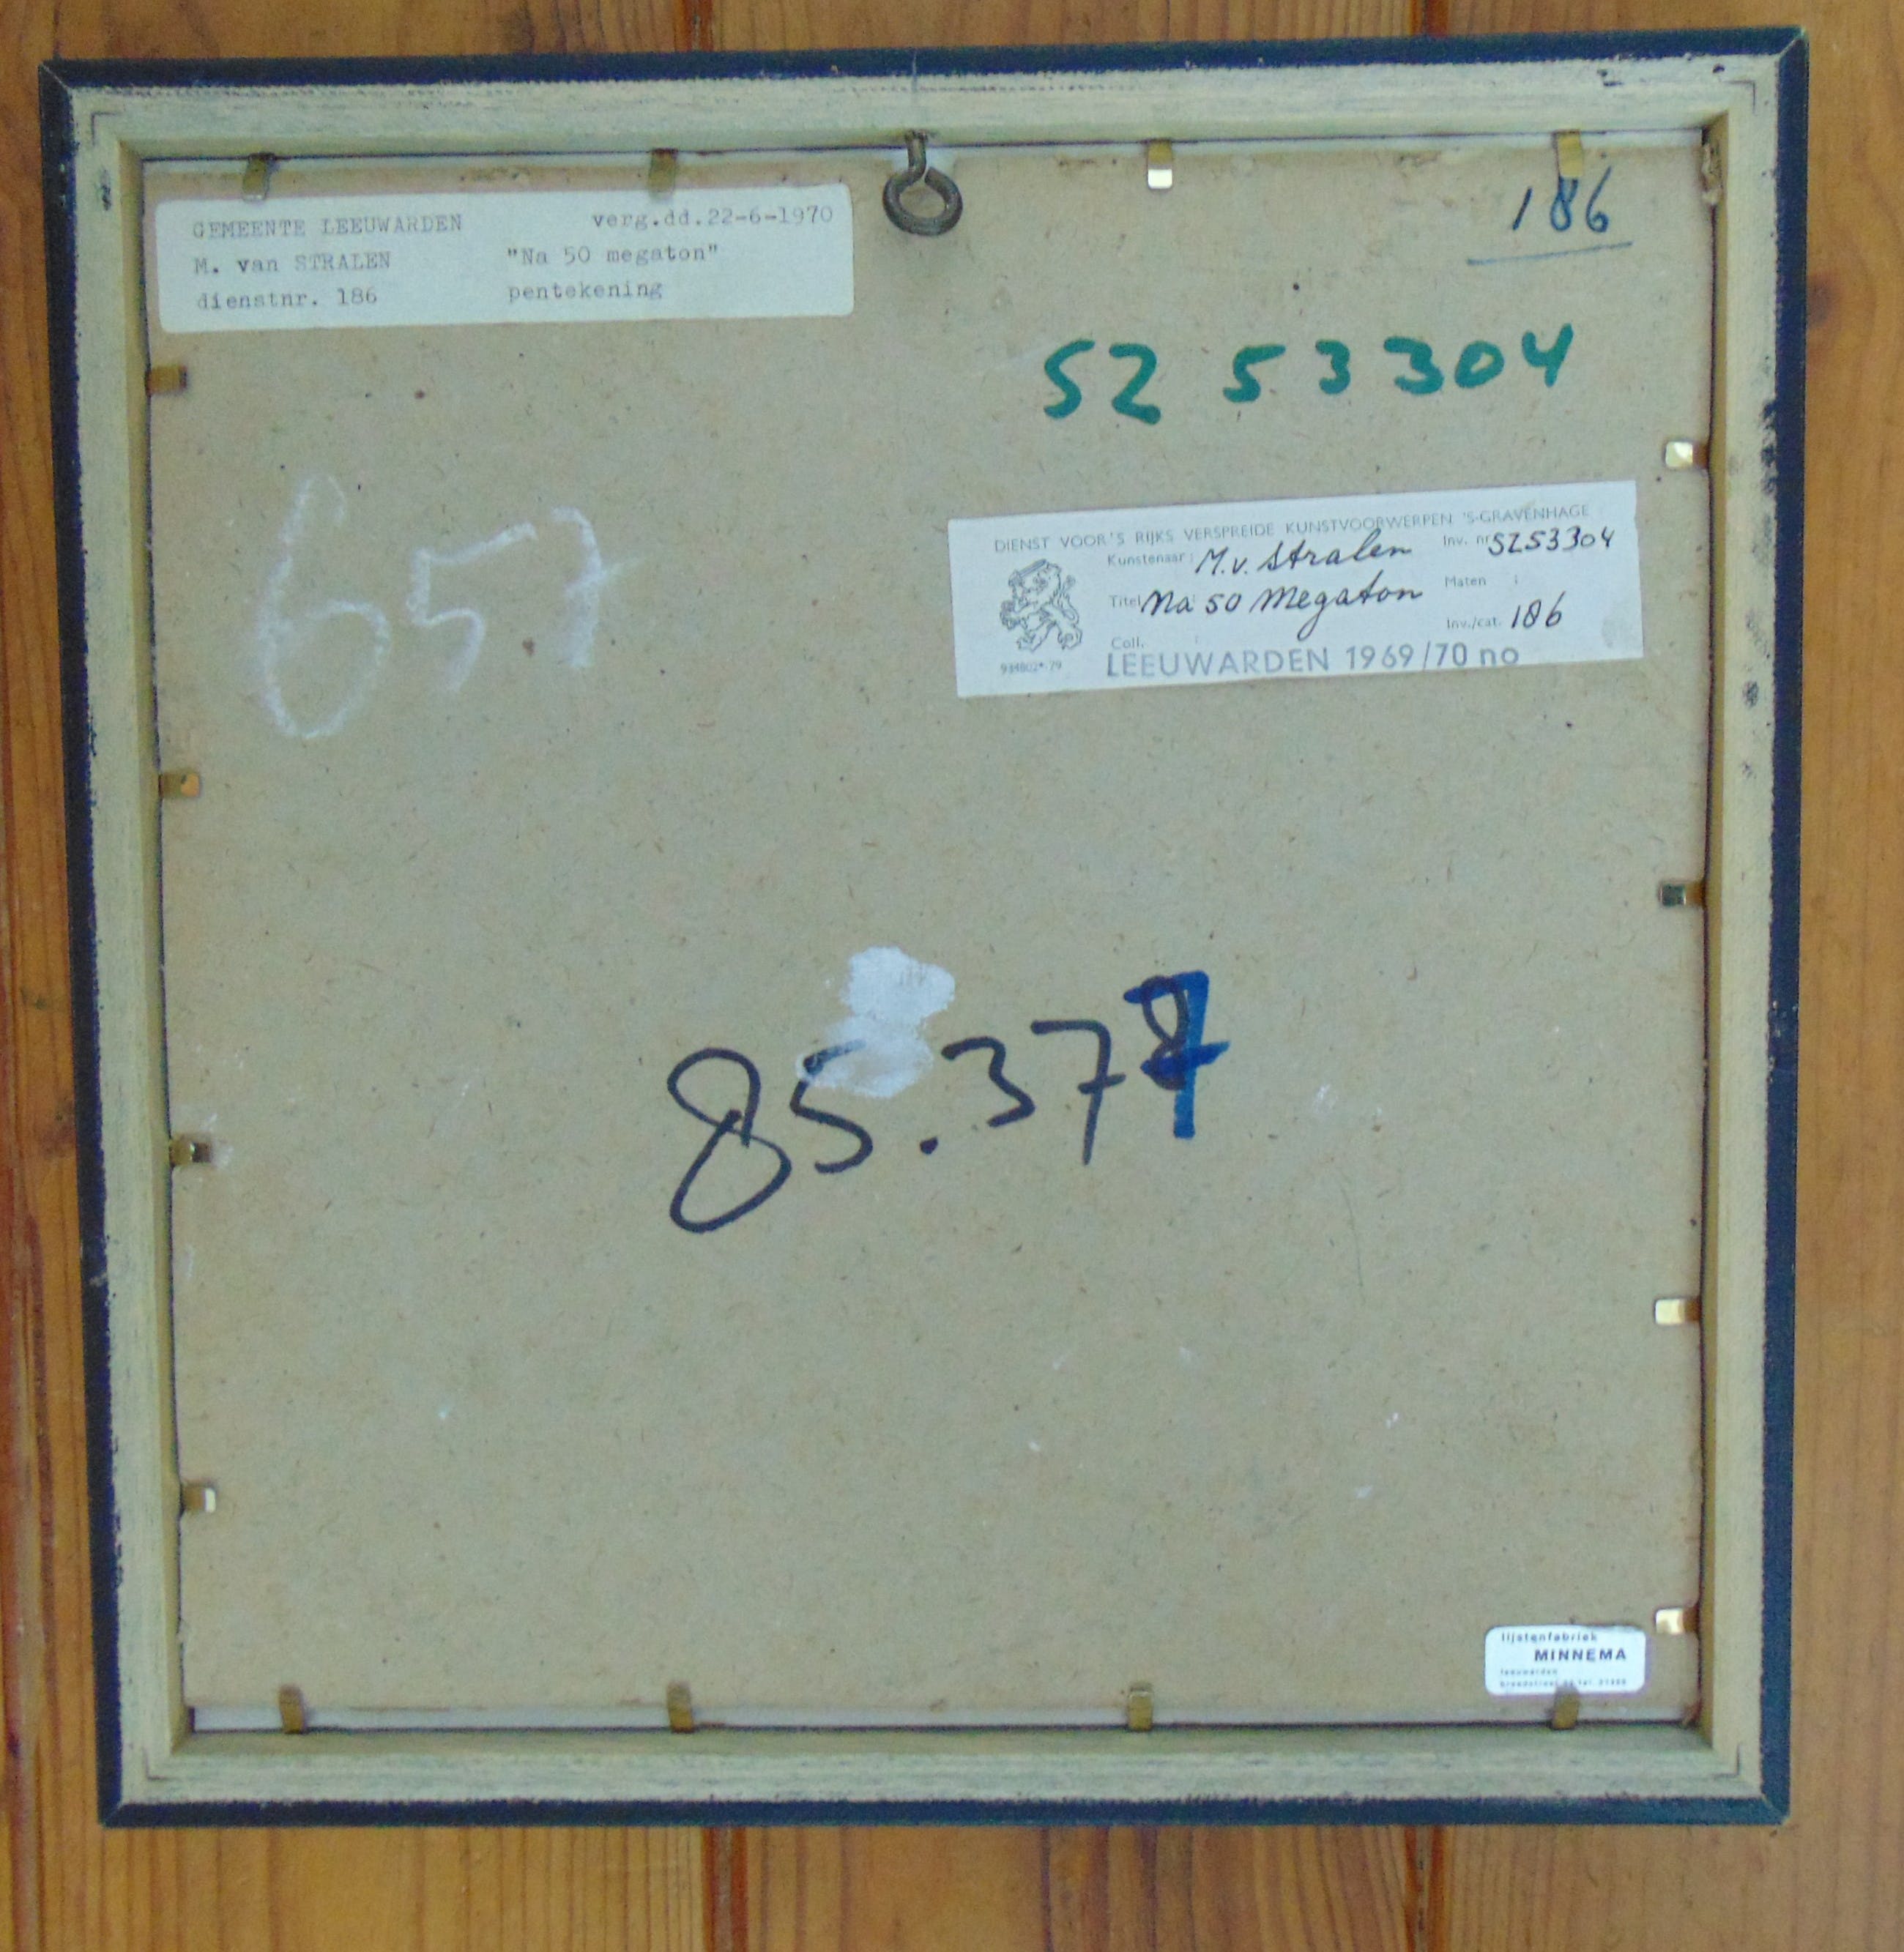 GEMEENTE LEEUWARDEN verg.dd.22-6-1970
M. van STRALEN "Na 50 megaton"
dienstnr. 186 pentekening
186
SZ 53304
657
DIENST VOOR'S RIJKS VERSPREIDE KUNSTVOORWERPEN 'S-GRAVENHAGE
Kunstenaar: M.v. Stralen Inv. nr SZ53304
Titel: Na 50 Megaton Maten :
Inv./cat. 186
Coll. :
LEEUWARDEN 1969/70 no
85.377
lijstenfabriek
MINNEMA
leeuwarden